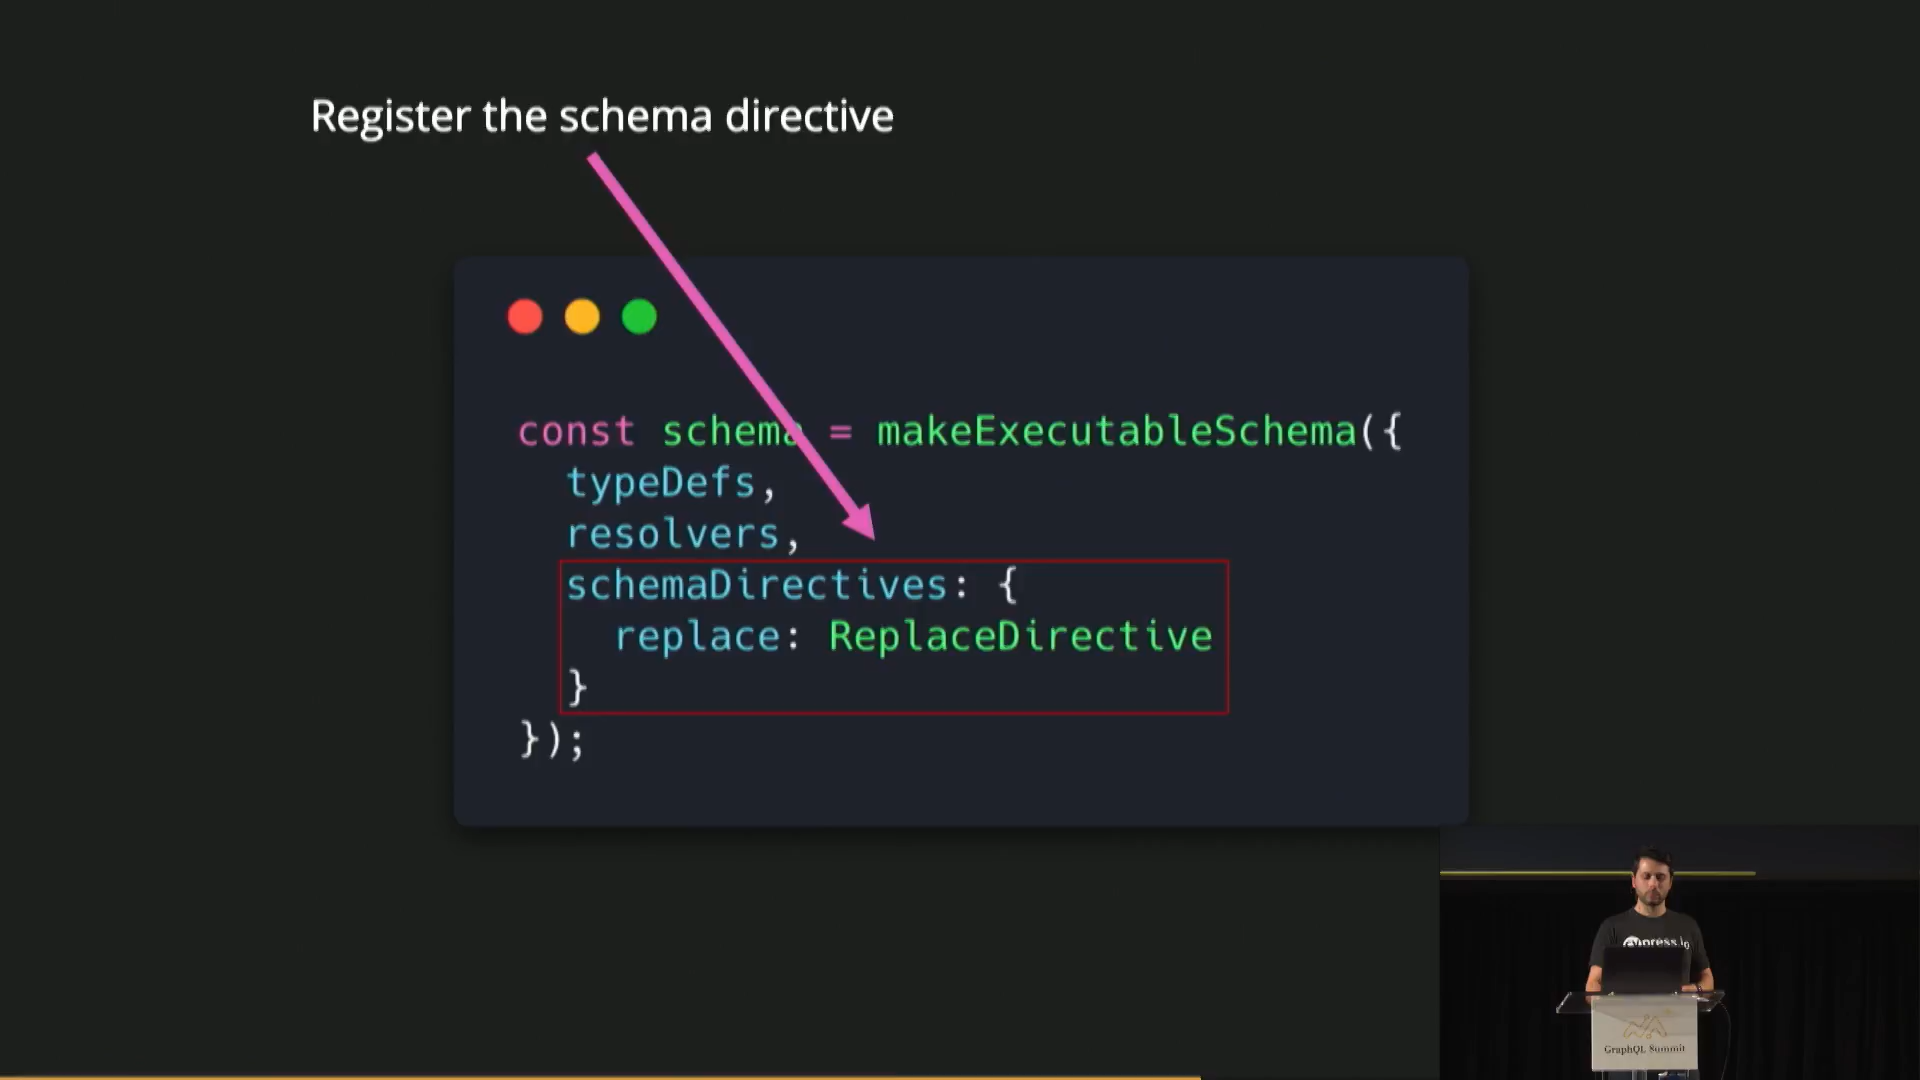 Register the schema directive
const schema = makeExecutableSchema({
typeDefs,
resolvers,
schemaDirectives: {
replace: ReplaceDirective
}
});
GraphQL Summit